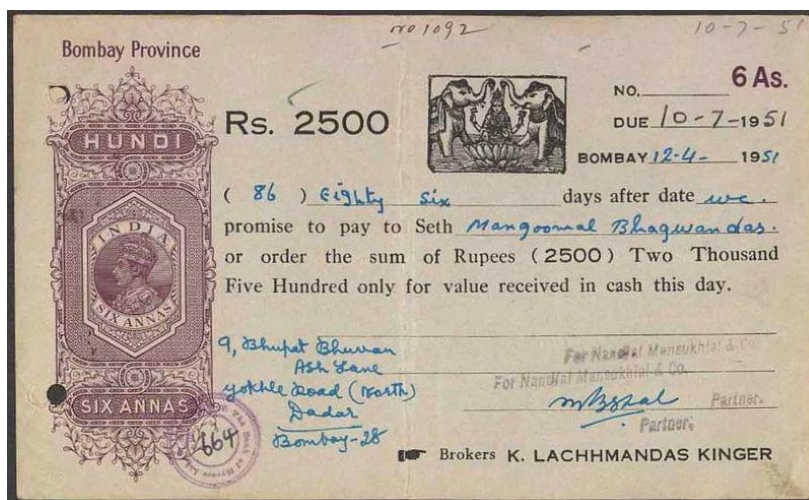 no 1092
10-7-51
Bombay Province
6 As.
HUNDI
INDIA
SIX ANNAS
SIX ANNAS
Rs. 2500
NO.
DUE 10-7-1951
BOMBAY 12-4- 1951
( 86 ) Eighty Six days after date we.
promise to pay to Seth Mangoomal Bhagwandas.
or order the sum of Rupees (2500) Two Thousand
Five Hundred only for value received in cash this day.
9, Bhupat Bhuvan
Ash Lane
Gokhle Road (North)
Dadar
Bombay-28
For Nandlal Mansukhlal & Co.
For Nandlal Mansukhlal & Co.
Partner.
Partner.
664
Brokers K. LACHHMANDAS KINGER